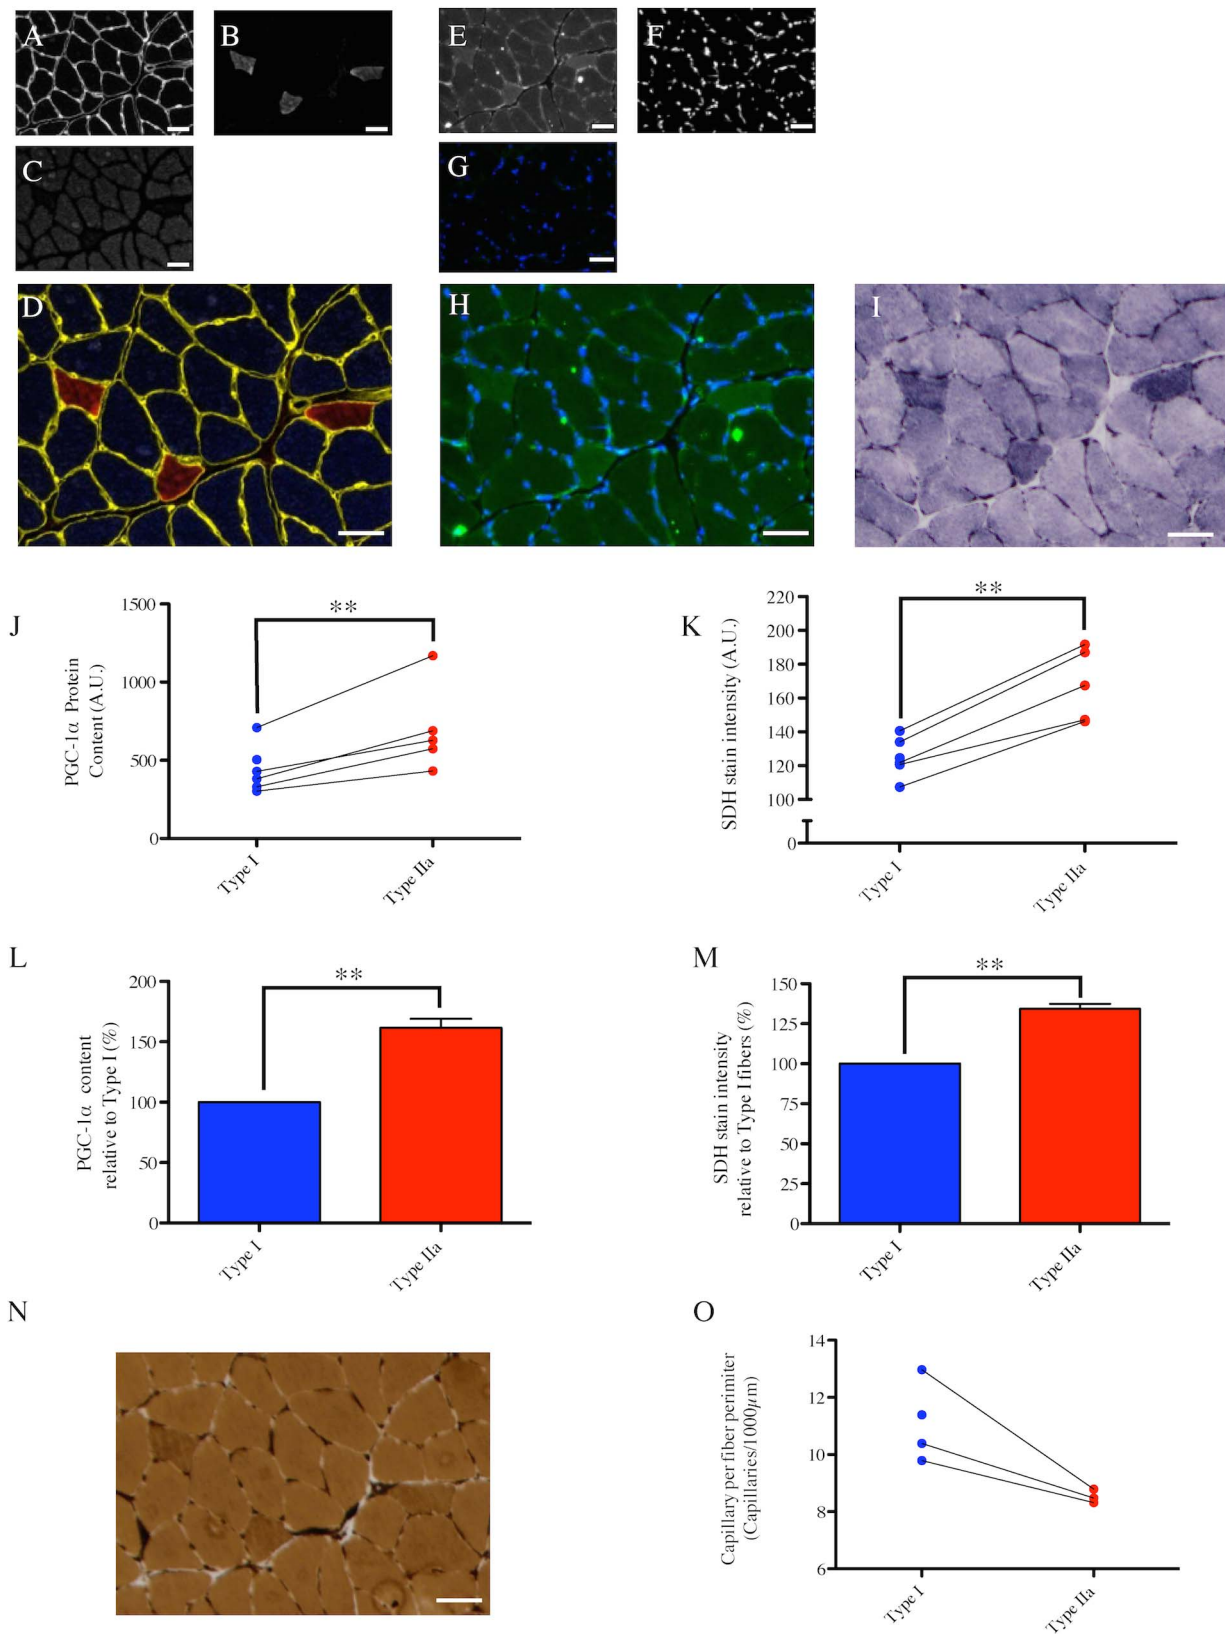 A
B
E
F
C
G
D
H
I
J
1500
1000
500
0
PGC-1α Protein
Content (A.U.)
**
Type I
Type IIa
K
220
200
180
160
140
120
100
0
SDH stain intensity (A.U.)
**
Type I
Type IIa
L
200
150
100
50
0
PGC-1α content
relative to Type I (%)
**
Type I
Type IIa
M
150
125
100
75
50
25
0
SDH stain intensity
relative to Type I fibers (%)
**
Type I
Type IIa
N
O
14
12
10
8
6
Capillary per fiber perimiter
(Capillaries/1000μm)
Type I
Type IIa